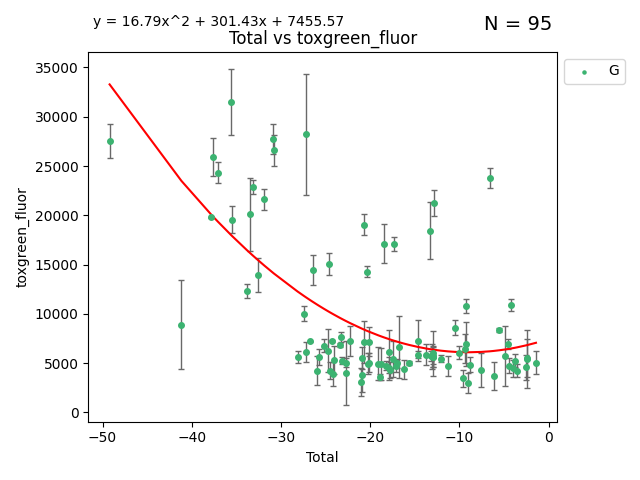 y = 16.79x^2 + 301.43x + 7455.57
N = 95
Total vs toxgreen_fluor
G
toxgreen_fluor
35000
30000
25000
20000
15000
10000
5000
0
−50 −40 −30 −20 −10 0
Total